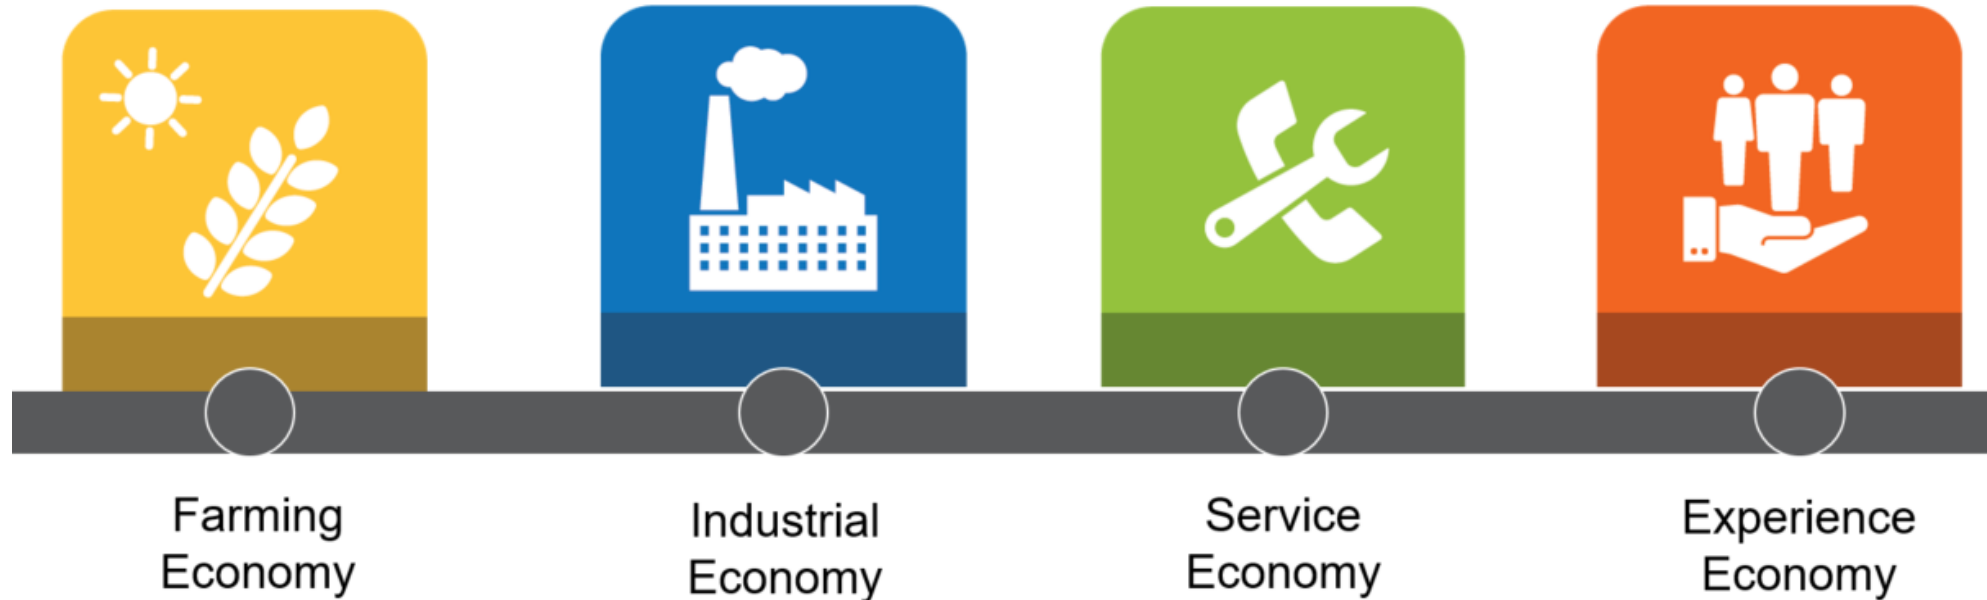 Farming
Economy
Industrial
Economy
Service
Economy
Experience
Economy